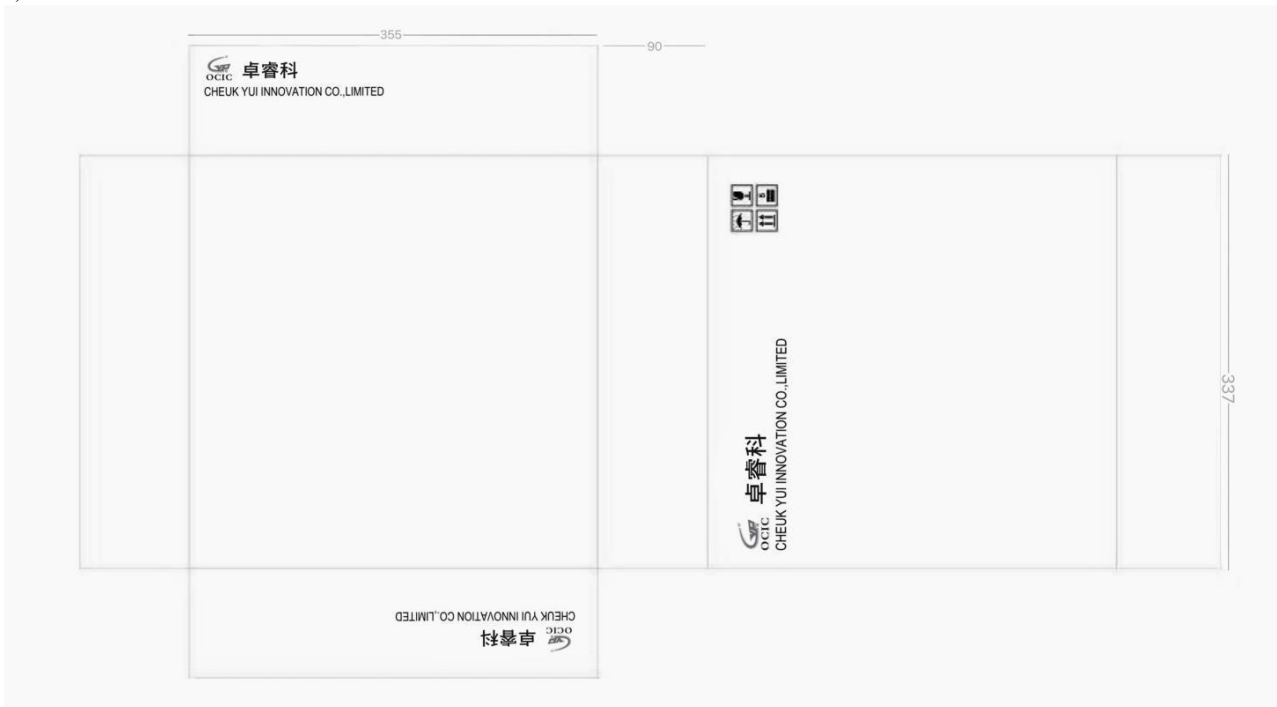 355
90
OCIC 卓睿科
CHEUK YUI INNOVATION CO.,LIMITED
337
OCIC 卓睿科
CHEUK YUI INNOVATION CO.,LIMITED
CHEUK YUI INNOVATION CO.,LIMITED
OCIC 卓睿科